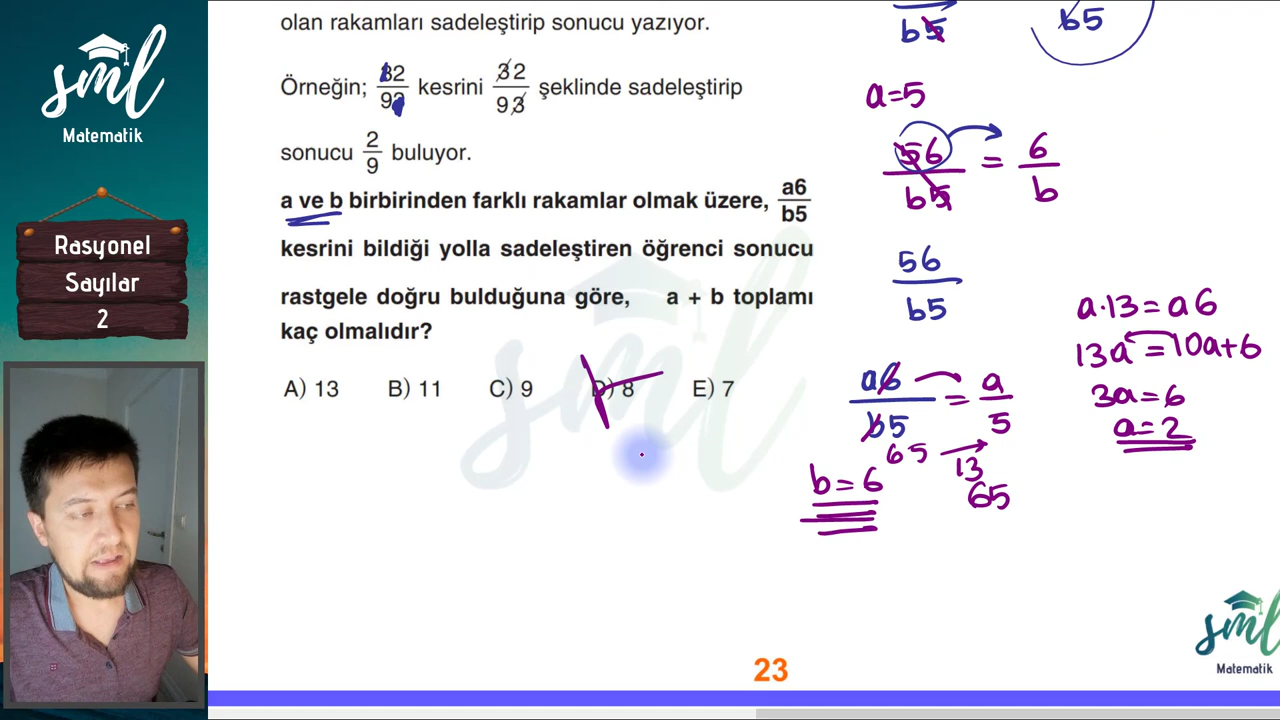 sml
Matematik
Rasyonel
Sayılar
2
olan rakamları sadeleştirip sonucu yazıyor.
Örneğin; 32/93 kesrini 32/93 şeklinde sadeleştirip
sonucu 2/9 buluyor.
a ve b birbirinden farklı rakamlar olmak üzere, a6/b5
kesrini bildiği yolla sadeleştiren öğrenci sonucu
rastgele doğru bulduğuna göre, a + b toplamı
kaç olmalıdır?
A) 13 B) 11 C) 9 D) 8 E) 7
b5
b5
a=5
56/b5 = 6/b
56/b5
a6/b5 = a/5
65 13
65
b = 6
a·13 = a6
13a = 10a+6
3a = 6
a = 2
sml
sml
Matematik
23